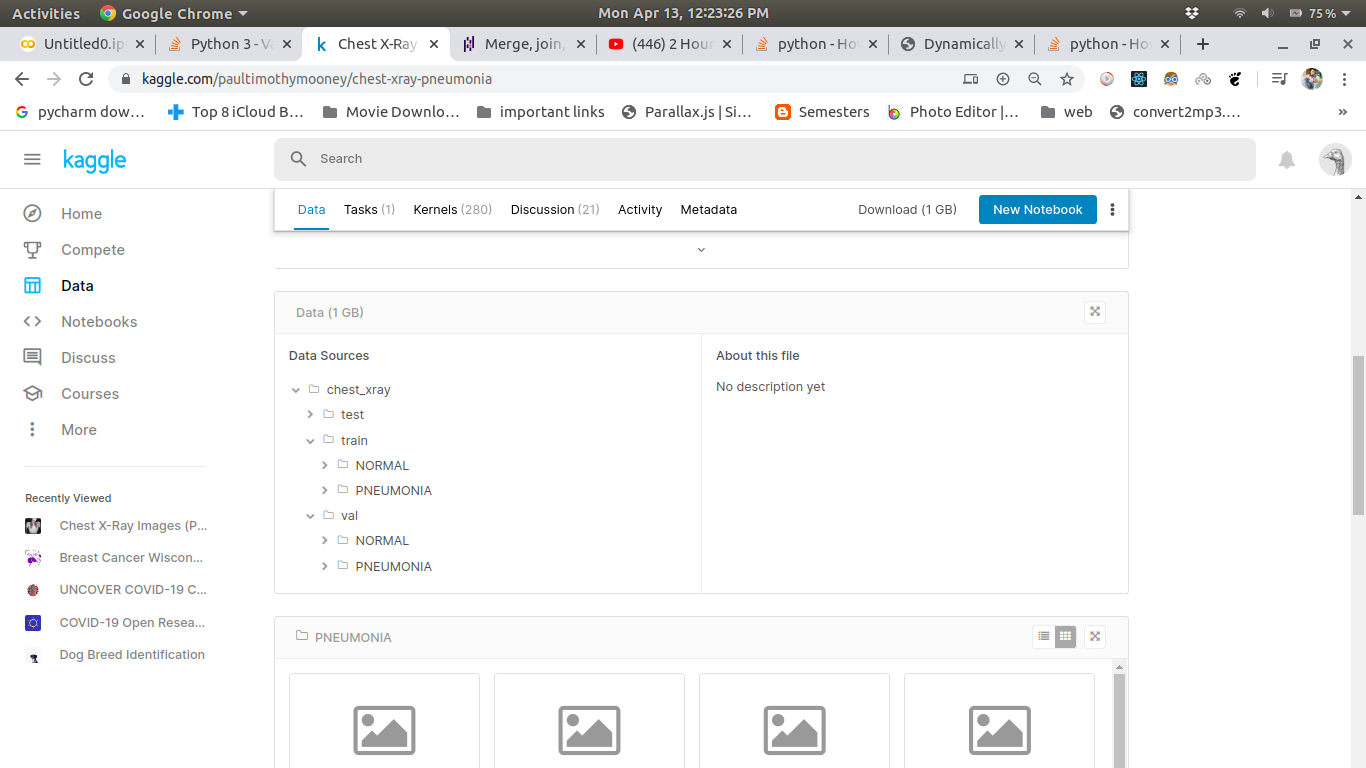 Activities Google Chrome Mon Apr 13, 12:23:26 PM 75%
Untitled0.ip Python 3 - Va Chest X-Ray Merge, join, (446) 2 Hour python - Ho Dynamically python - Ho
kaggle.com/paultimothymooney/chest-xray-pneumonia
pycharm dow… Top 8 iCloud B… Movie Downlo… important links Parallax.js | Si… Semesters Photo Editor |… web convert2mp3.… »
kaggle Search
Data Tasks (1) Kernels (280) Discussion (21) Activity Metadata Download (1 GB) New Notebook
Home
Compete
Data
Notebooks
Discuss
Courses
More
Recently Viewed
Chest X-Ray Images (P...
Breast Cancer Wiscon...
UNCOVER COVID-19 C...
COVID-19 Open Resea...
Dog Breed Identification
Data (1 GB)
Data Sources
chest_xray
test
train
NORMAL
PNEUMONIA
val
NORMAL
PNEUMONIA
About this file
No description yet
PNEUMONIA